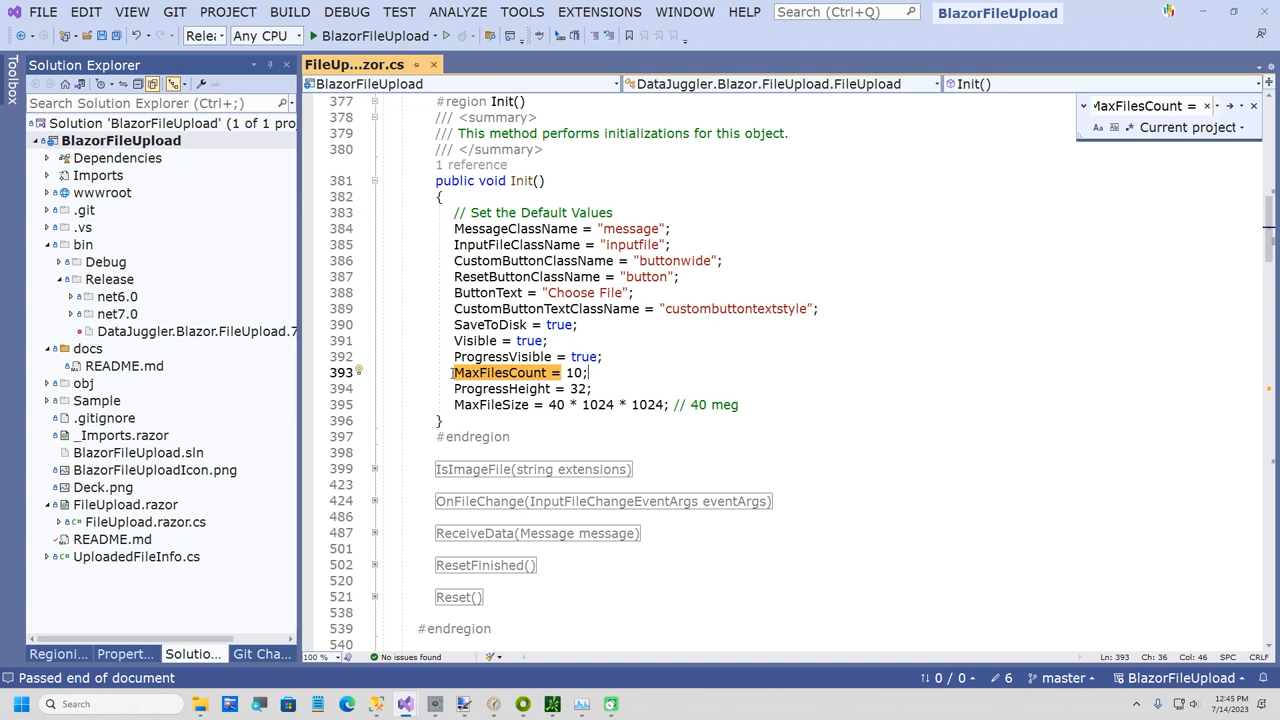 FILE EDIT VIEW GIT PROJECT BUILD DEBUG TEST ANALYZE TOOLS EXTENSIONS WINDOW HELP Search (Ctrl+Q) BlazorFileUpload
Relea Any CPU BlazorFileUpload
Toolbox
Solution Explorer
Search Solution Explorer (Ctrl+;)
Solution 'BlazorFileUpload' (1 of 1 proj
BlazorFileUpload
Dependencies
Imports
wwwroot
.git
.vs
bin
Debug
Release
net6.0
net7.0
DataJuggler.Blazor.FileUpload.7
docs
README.md
obj
Sample
.gitignore
_Imports.razor
BlazorFileUpload.sln
BlazorFileUploadIcon.png
Deck.png
FileUpload.razor
FileUpload.razor.cs
README.md
UploadedFileInfo.cs
Regioni... Propert... Solutio... Git Cha...
FileUp...zor.cs
BlazorFileUpload DataJuggler.Blazor.FileUpload.FileUpload Init()
MaxFilesCount =
Current project
377 #region Init()
378 /// <summary>
379 /// This method performs initializations for this object.
380 /// </summary>
1 reference
381 public void Init()
382 {
383 // Set the Default Values
384 MessageClassName = "message";
385 InputFileClassName = "inputfile";
386 CustomButtonClassName = "buttonwide";
387 ResetButtonClassName = "button";
388 ButtonText = "Choose File";
389 CustomButtonTextClassName = "custombuttontextstyle";
390 SaveToDisk = true;
391 Visible = true;
392 ProgressVisible = true;
393 MaxFilesCount = 10;
394 ProgressHeight = 32;
395 MaxFileSize = 40 * 1024 * 1024; // 40 meg
396 }
397 #endregion
398
399 IsImageFile(string extensions)
423
424 OnFileChange(InputFileChangeEventArgs eventArgs)
486
487 ReceiveData(Message message)
501
502 ResetFinished()
520
521 Reset()
538
539 #endregion
540
100 % No issues found Ln: 393 Ch: 36 Col: 46 SPC CRLF
Passed end of document 0 / 0 6 master BlazorFileUpload
Search
12:45 PM
7/14/2023